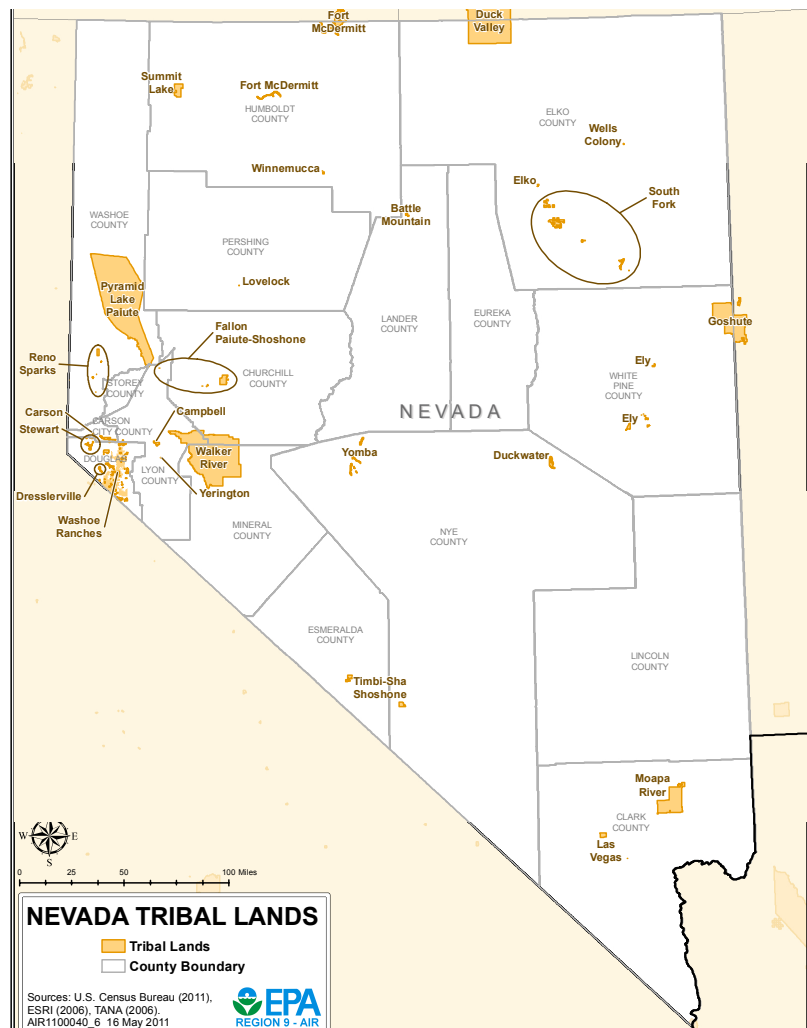 Fort
McDermitt
Duck
Valley
Summit
Lake
Fort McDermitt
HUMBOLDT
COUNTY
ELKO
COUNTY
Wells
Colony
Winnemucca
Elko
South
Fork
WASHOE
COUNTY
Battle
Mountain
PERSHING
COUNTY
Pyramid
Lake
Paiute
Lovelock
LANDER
COUNTY
EUREKA
COUNTY
Goshute
Fallon
Paiute-Shoshone
Reno
Sparks
STOREY
COUNTY
CHURCHILL
COUNTY
Ely
WHITE
PINE
COUNTY
Carson
Stewart
CARSON
CITY COUNTY
Campbell
NEVADA
Ely
DOUGLAS
LYON
COUNTY
Walker
River
Yomba
Duckwater
Dresslerville
Yerington
Washoe
Ranches
MINERAL
COUNTY
NYE
COUNTY
ESMERALDA
COUNTY
LINCOLN
COUNTY
Timbi-Sha
Shoshone
Moapa
River
CLARK
COUNTY
Las
Vegas
W E
S
0 25 50 100 Miles
NEVADA TRIBAL LANDS
Tribal Lands
County Boundary
Sources: U.S. Census Bureau (2011),
ESRI (2006), TANA (2006).
AIR1100040_6 16 May 2011
EPA
REGION 9 - AIR